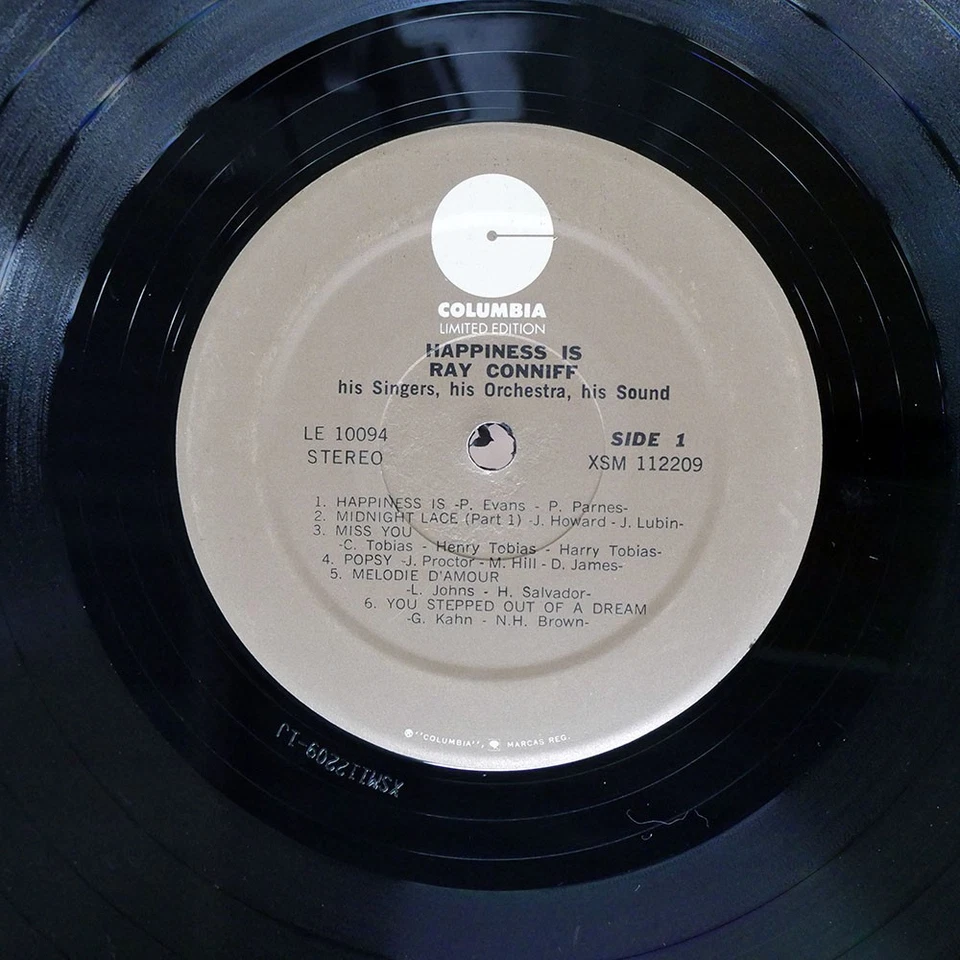 COLUMBIA
LIMITED EDITION
HAPPINESS IS
RAY CONNIFF
his Singers, his Orchestra, his Sound
LE 10094
STEREO
SIDE 1
XSM 112209
1. HAPPINESS IS -P. Evans - P. Parnes-
2. MIDNIGHT LACE (Part 1) -J. Howard - J. Lubin-
3. MISS YOU
-C. Tobias - Henry Tobias - Harry Tobias-
4. POPSY -J. Proctor - M. Hill - D. James-
5. MELODIE D'AMOUR
-L. Johns - H. Salvador-
6. YOU STEPPED OUT OF A DREAM
-G. Kahn - N.H. Brown-
® "COLUMBIA", MARCAS REG.
XSM112209-1J